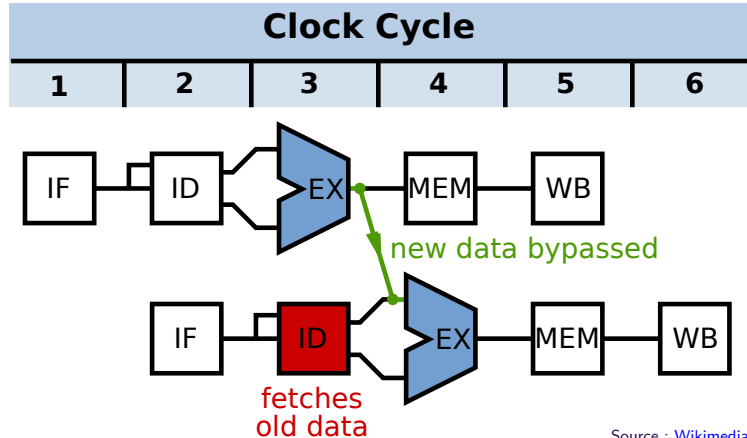 Clock Cycle
1 2 3 4 5 6
IF ID EX MEM WB
new data bypassed
IF ID EX MEM WB
fetches
old data
Source : Wikimedia